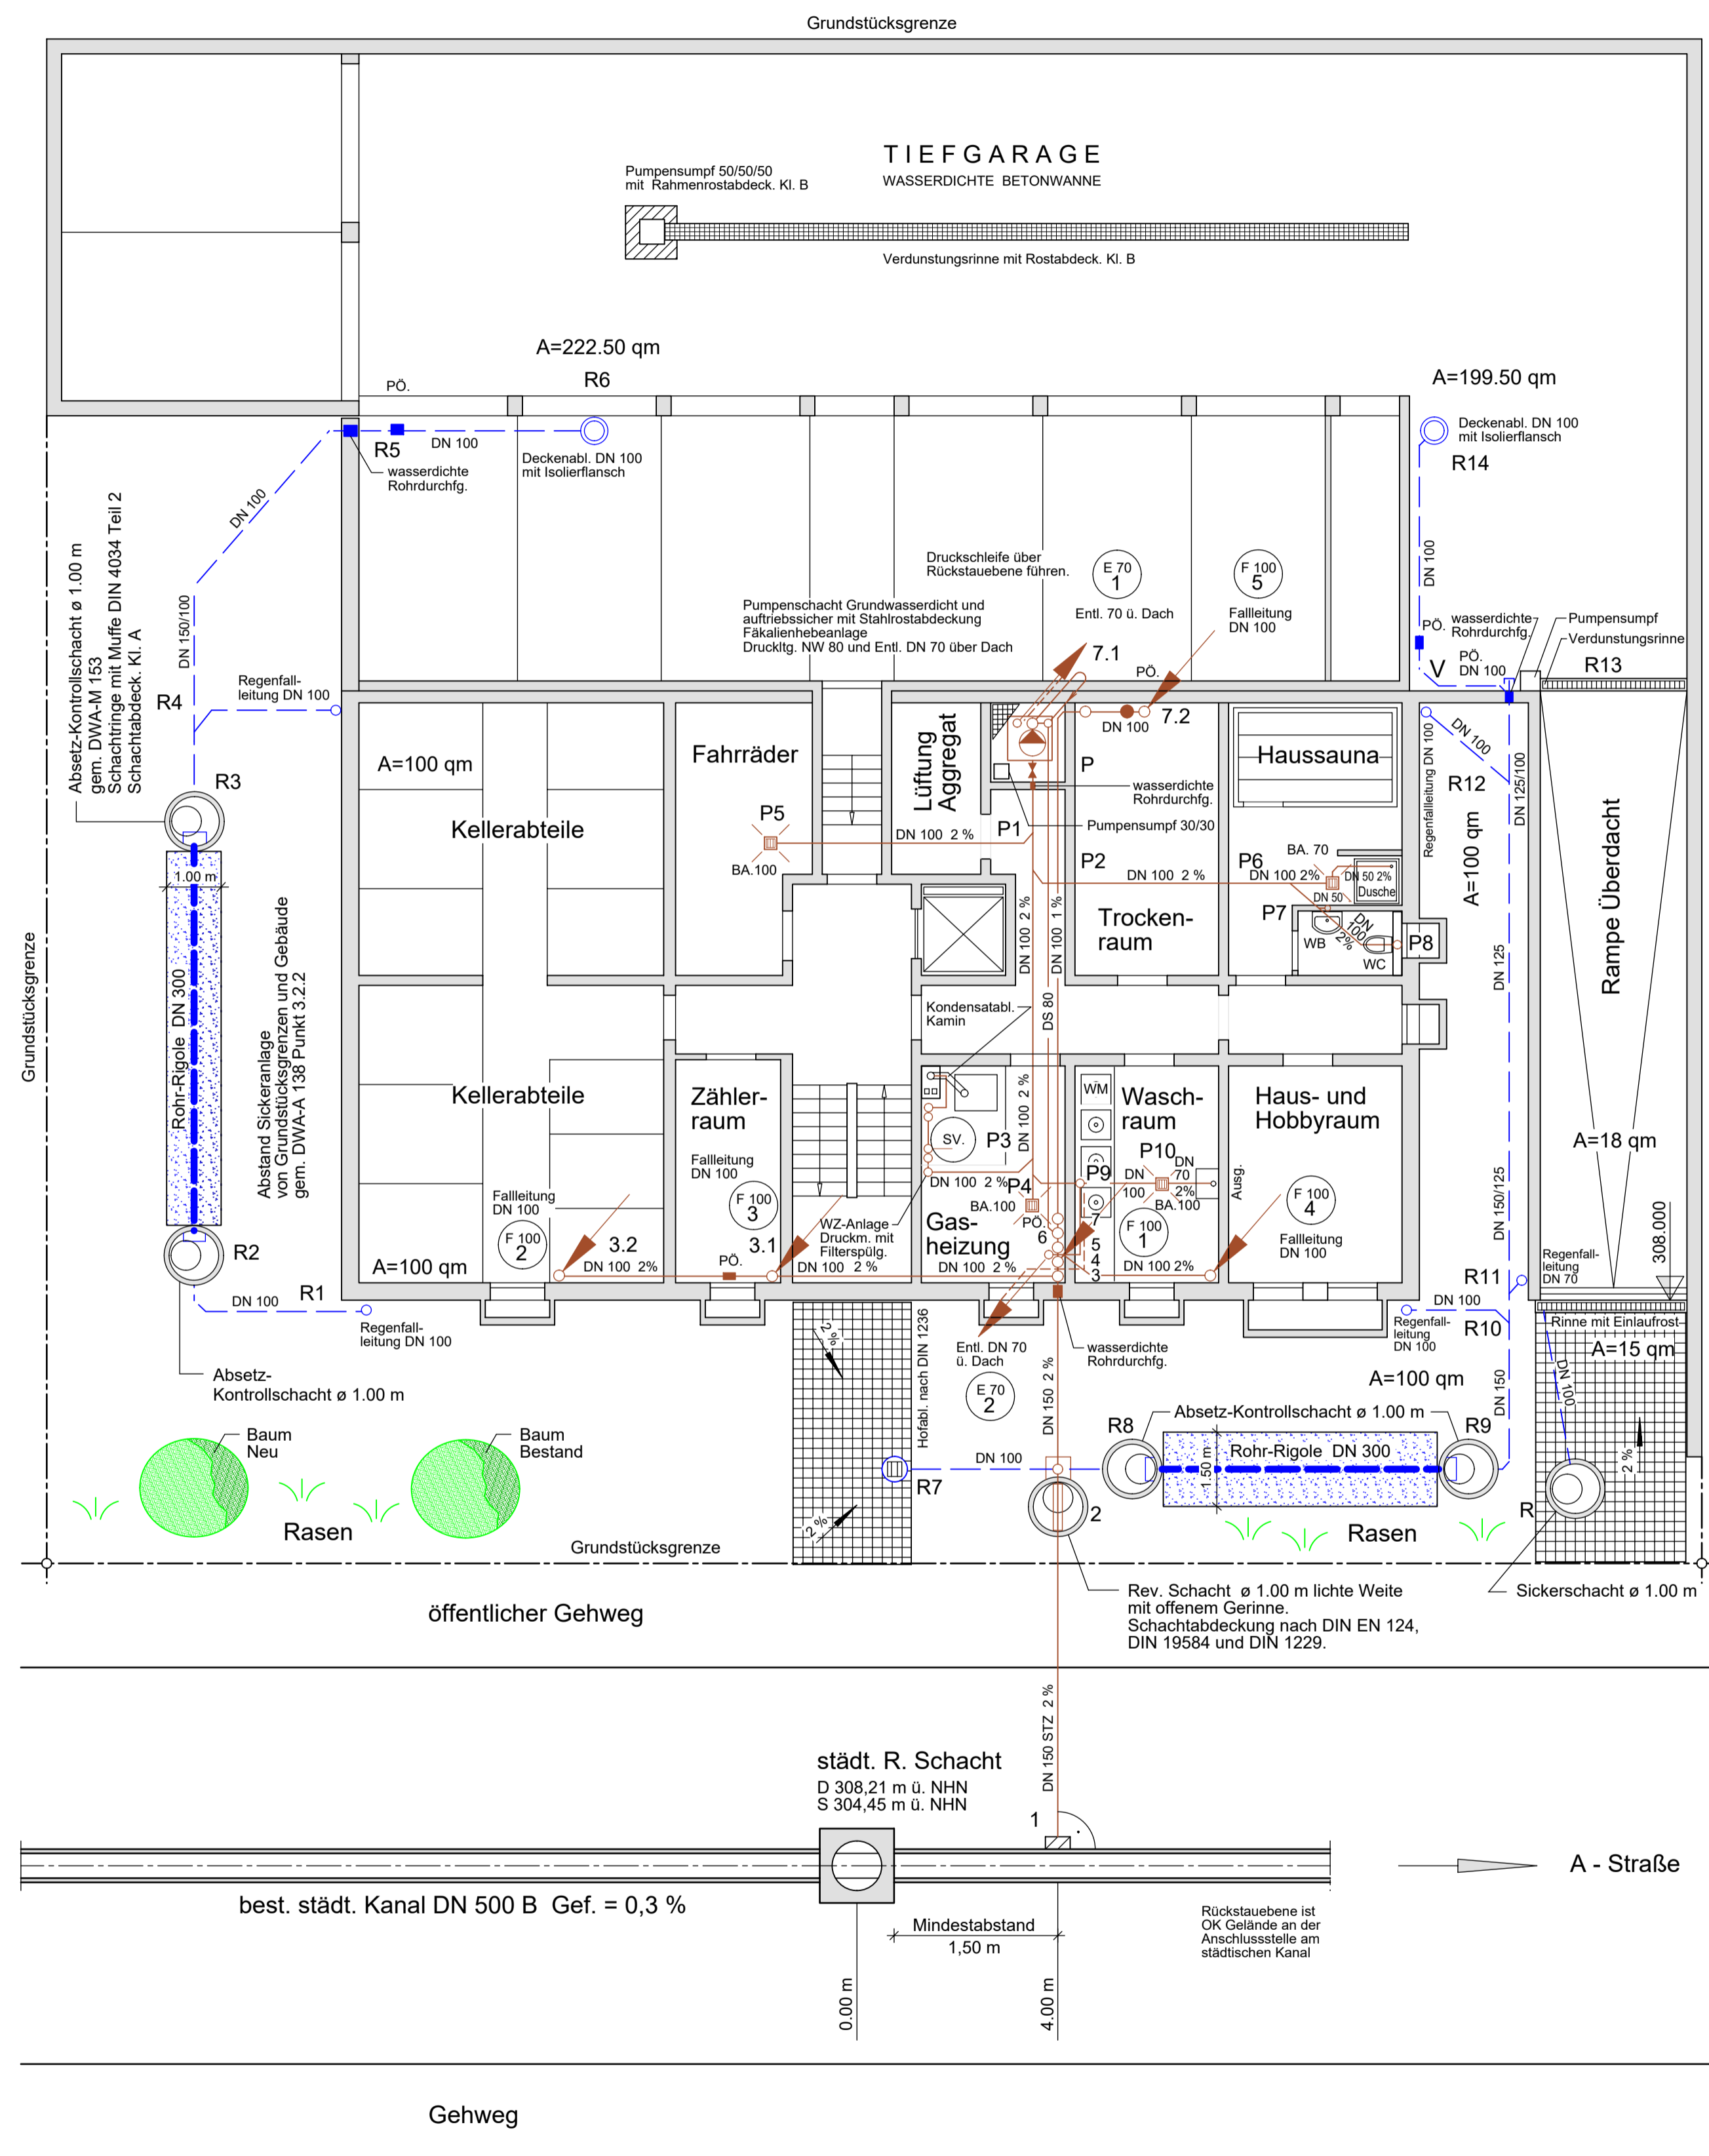 Grundstücksgrenze
TIEFGARAGE
WASSERDICHTE BETONWANNE
Pumpensumpf 50/50/50
mit Rahmenrostabdeck. Kl. B
Verdunstungsrinne mit Rostabdeck. Kl. B
A=222.50 qm
R6
PÖ.
A=199.50 qm
R5
DN 100
wasserdichte
Rohrdurchfg.
Deckenabl. DN 100
mit Isolierflansch
Deckenabl. DN 100
mit Isolierflansch
R14
DN 100
DN 150/100
DN 100
Absetz-Kontrollschacht ø 1.00 m
gem. DWA-M 153
Schachtringe mit Muffe DIN 4034 Teil 2
Schachtabdeck. Kl. A
Druckschleife über
Rückstauebene führen.
E 70
1
Entl. 70 ü. Dach
F 100
5
Fallleitung
DN 100
Pumpenschacht Grundwasserdicht und
auftriebssicher mit Stahlrostabdeckung
Fäkalienhebeanlage
Druckltg. NW 80 und Entl. DN 70 über Dach
7.1
PÖ.
PÖ.
wasserdichte
Rohrdurchfg.
V
PÖ.
DN 100
Pumpensumpf
Verdunstungsrinne
R13
R4
Regenfall-
leitung DN 100
R3
A=100 qm
Kellerabteile
Fahrräder
P5
BA.100
Lüftung
Aggregat
DN 100 2 %
P1
DN 100
7.2
P
wasserdichte
Rohrdurchfg.
Pumpensumpf 30/30
P2
DN 100 2 %
Trocken-
raum
Haussauna
P6
BA. 70
DN 100 2%
DN 50 2%
Dusche
DN 50
P7
WB
DN
100
2%
WC
P8
Regenfallleitung DN 100
DN 100
R12
DN 125/100
A=100 qm
DN 125
Rampe Überdacht
1.00 m
Rohr-Rigole DN 300
Abstand Sickeranlage
von Grundstücksgrenzen und Gebäude
gem. DWA-A 138 Punkt 3.2.2
Grundstücksgrenze
DN 100 2 %
DN 100 1 %
DS 80
Kondensatabl.
Kamin
DN 100 2 %
Kellerabteile
Zähler-
raum
Fallleitung
DN 100
F 100
3
SV.
P3
WM
Wasch-
raum
P10
DN
70
2%
P9
DN
100
BA.100
Ausg.
Haus- und
Hobbyraum
F 100
4
Fallleitung
DN 100
A=18 qm
DN 150/125
308.000
Fallleitung
DN 100
F 100
2
3.2
DN 100 2%
PÖ.
3.1
WZ-Anlage
Druckm. mit
Filterspülg.
DN 100 2 %
DN 100 2 %
P4
BA.100
PÖ.
Gas-
heizung
DN 100 2 %
7
6
5
4
3
F 100
1
DN 100 2%
A=100 qm
R2
DN 100
R1
Regenfall-
leitung DN 100
Absetz-
Kontrollschacht ø 1.00 m
2 %
2 %
Hofabl. nach DIN 1236
Entl. DN 70
ü. Dach
E 70
2
DN 150 2 %
wasserdichte
Rohrdurchfg.
Regenfall-
leitung
DN 70
R11
DN 100
R10
Regenfall-
leitung
DN 100
Rinne mit Einlaufrost
A=15 qm
DN 100
2 %
A=100 qm
DN 150
R8
Absetz-Kontrollschacht ø 1.00 m
R9
Rohr-Rigole DN 300
1.50 m
DN 100
R7
2
R
Baum
Neu
Baum
Bestand
Rasen
Rasen
Grundstücksgrenze
Rev. Schacht ø 1.00 m lichte Weite
mit offenem Gerinne.
Schachtabdeckung nach DIN EN 124,
DIN 19584 und DIN 1229.
Sickerschacht ø 1.00 m
öffentlicher Gehweg
DN 150 STZ 2 %
städt. R. Schacht
D 308,21 m ü. NHN
S 304,45 m ü. NHN
1
A - Straße
best. städt. Kanal DN 500 B Gef. = 0,3 %
Mindestabstand
1,50 m
Rückstauebene ist
OK Gelände an der
Anschlussstelle am
städtischen Kanal
0.00 m
4.00 m
Gehweg